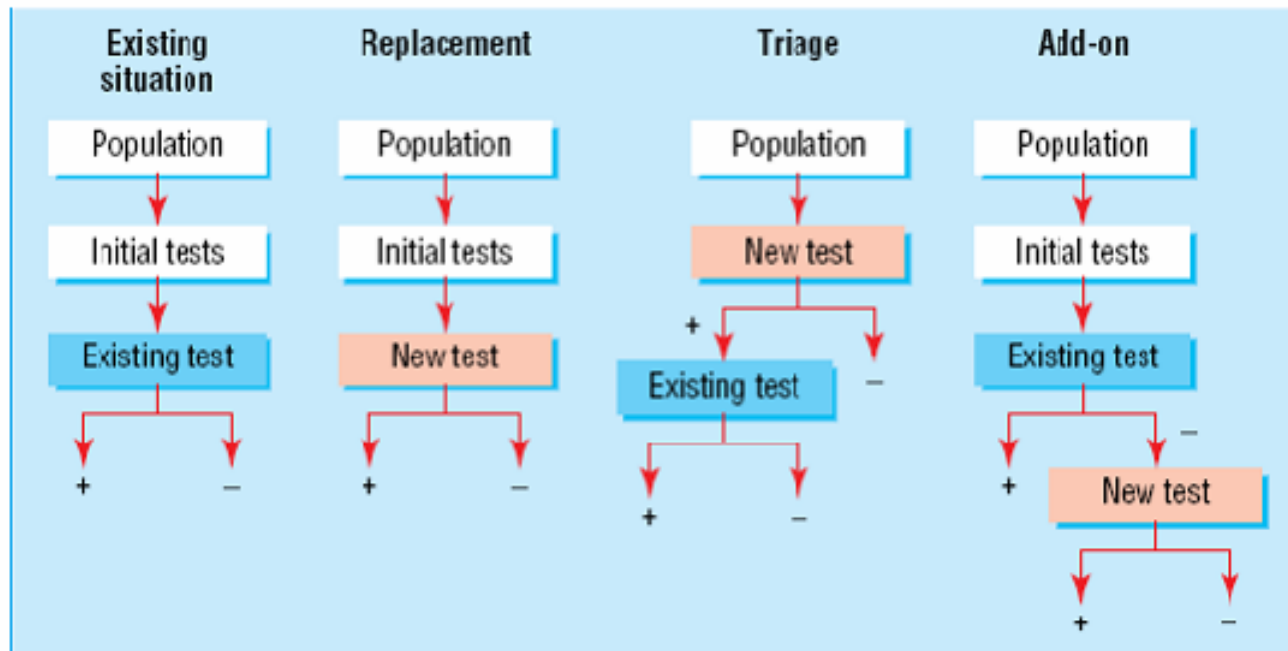 Existing
situation
Population
Initial tests
Existing test
+
–
Replacement
Population
Initial tests
New test
+
–
Triage
Population
New test
+
–
Existing test
+
–
Add-on
Population
Initial tests
Existing test
+
–
New test
+
–